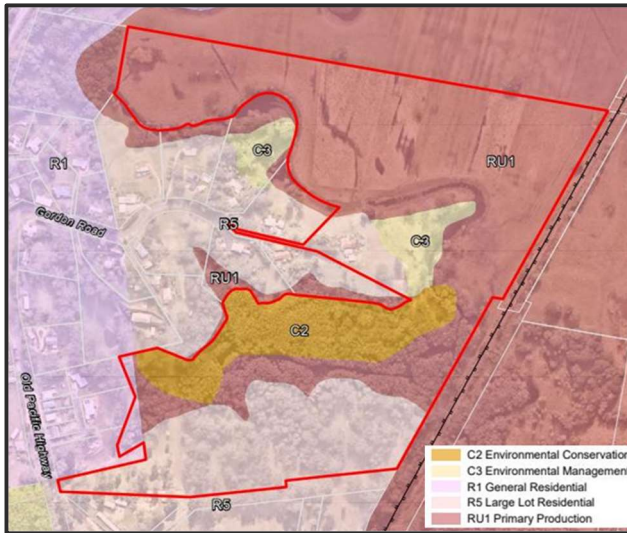 C3
R1
RU1
Gordon Road
R5
C3
RU1
C2
Old Pacific Highway
R5
C2 Environmental Conservation
C3 Environmental Management
R1 General Residential
R5 Large Lot Residential
RU1 Primary Production